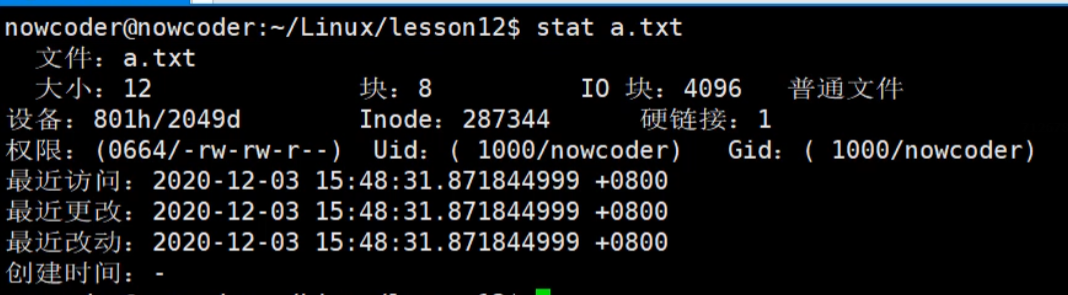 nowcoder@nowcoder:~/Linux/lesson12$ stat a.txt
文件：a.txt
大小：12 块：8 IO 块：4096 普通文件
设备：801h/2049d Inode：287344 硬链接：1
权限：(0664/-rw-rw-r--) Uid：( 1000/nowcoder) Gid：( 1000/nowcoder)
最近访问：2020-12-03 15:48:31.871844999 +0800
最近更改：2020-12-03 15:48:31.871844999 +0800
最近改动：2020-12-03 15:48:31.871844999 +0800
创建时间：-